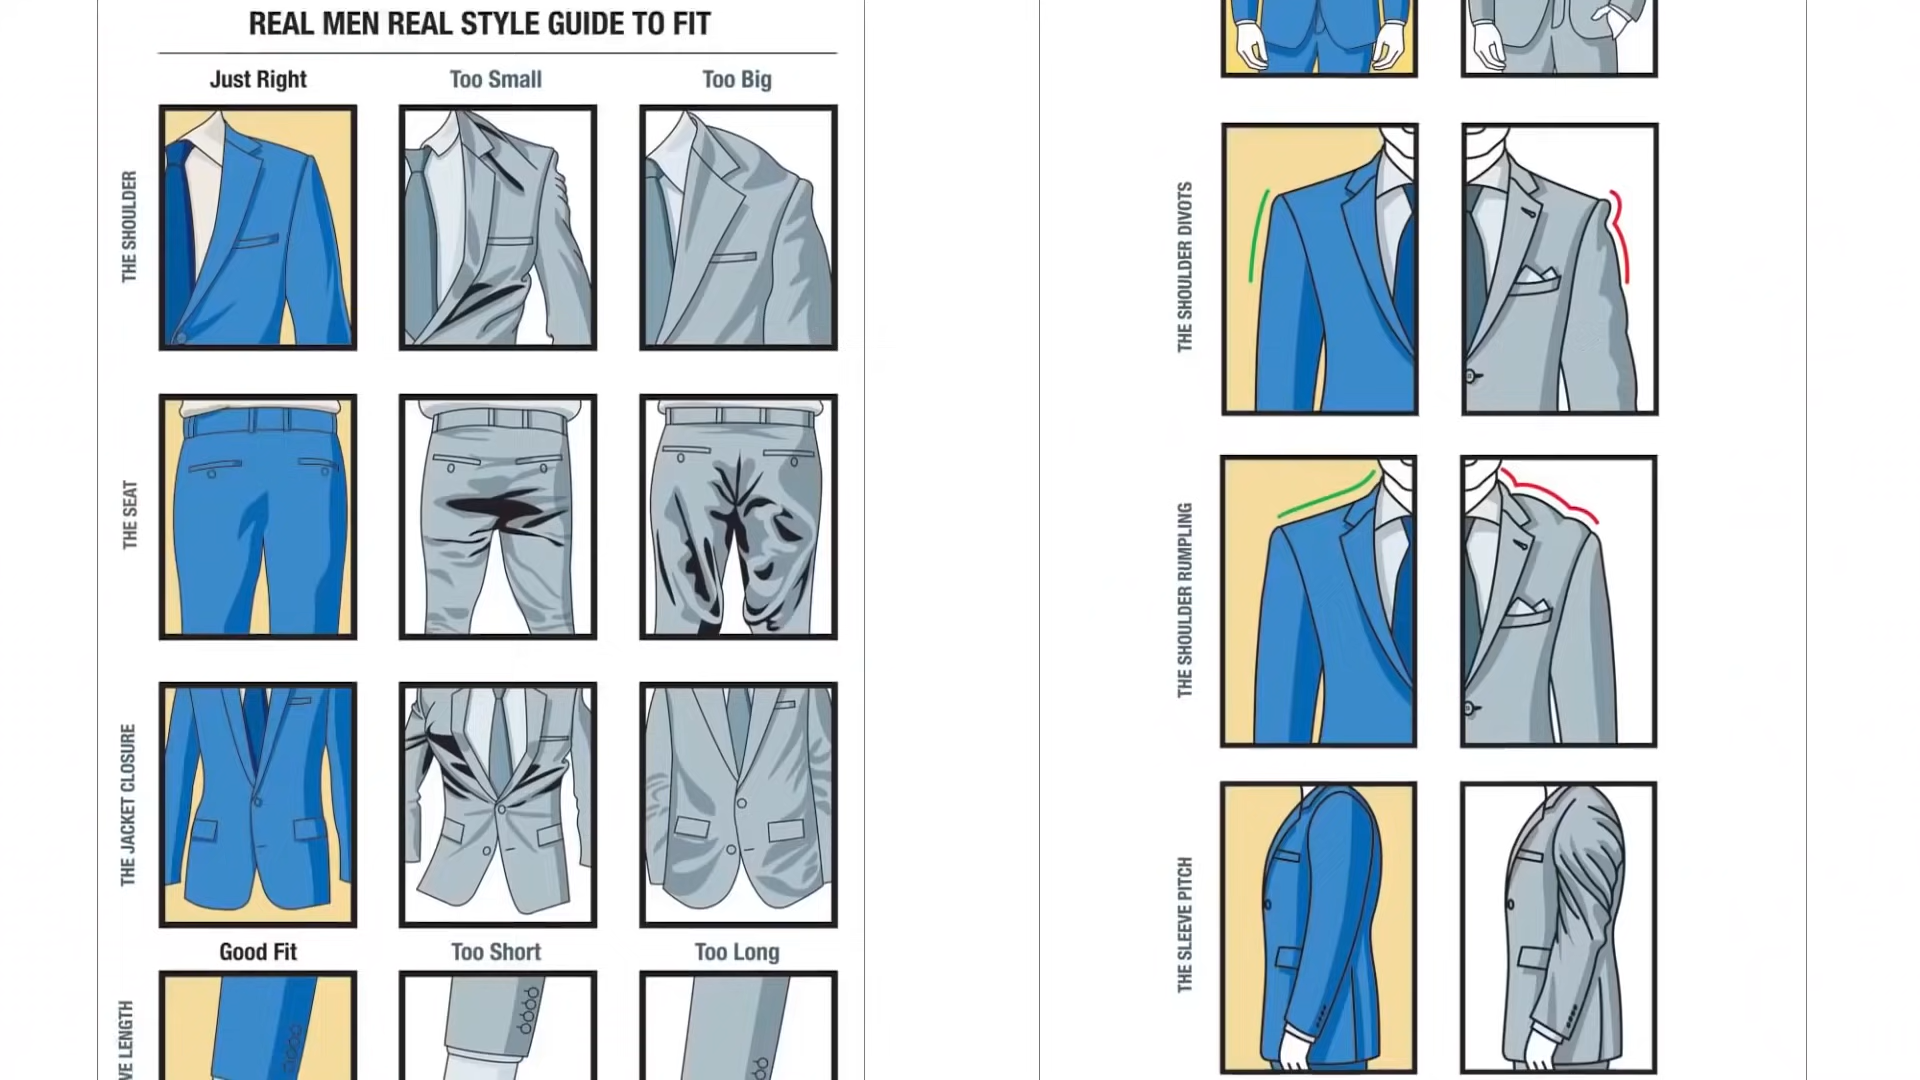 REAL MEN REAL STYLE GUIDE TO FIT
Just Right
Too Small
Too Big
THE SHOULDER
THE SEAT
THE JACKET CLOSURE
Good Fit
Too Short
Too Long
LENGTH
THE SHOULDER DIVOTS
THE SHOULDER RUMPLING
THE SLEEVE PITCH